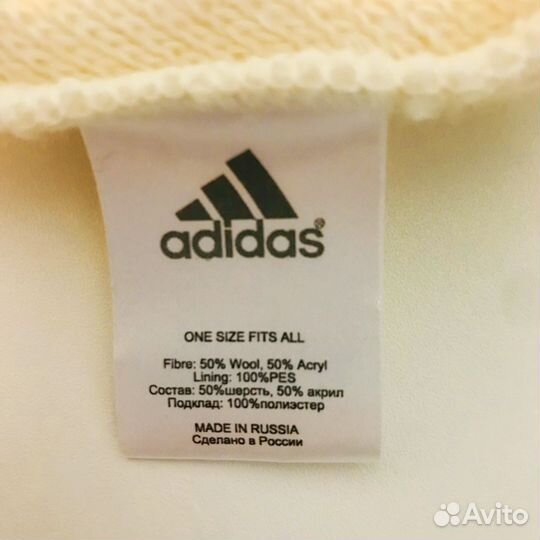 adidas®
ONE SIZE FITS ALL
Fibre: 50% Wool, 50% Acryl
Lining: 100%PES
Состав: 50%шерсть, 50% акрил
Подклад: 100%полиэстер
MADE IN RUSSIA
Сделано в России
Avito